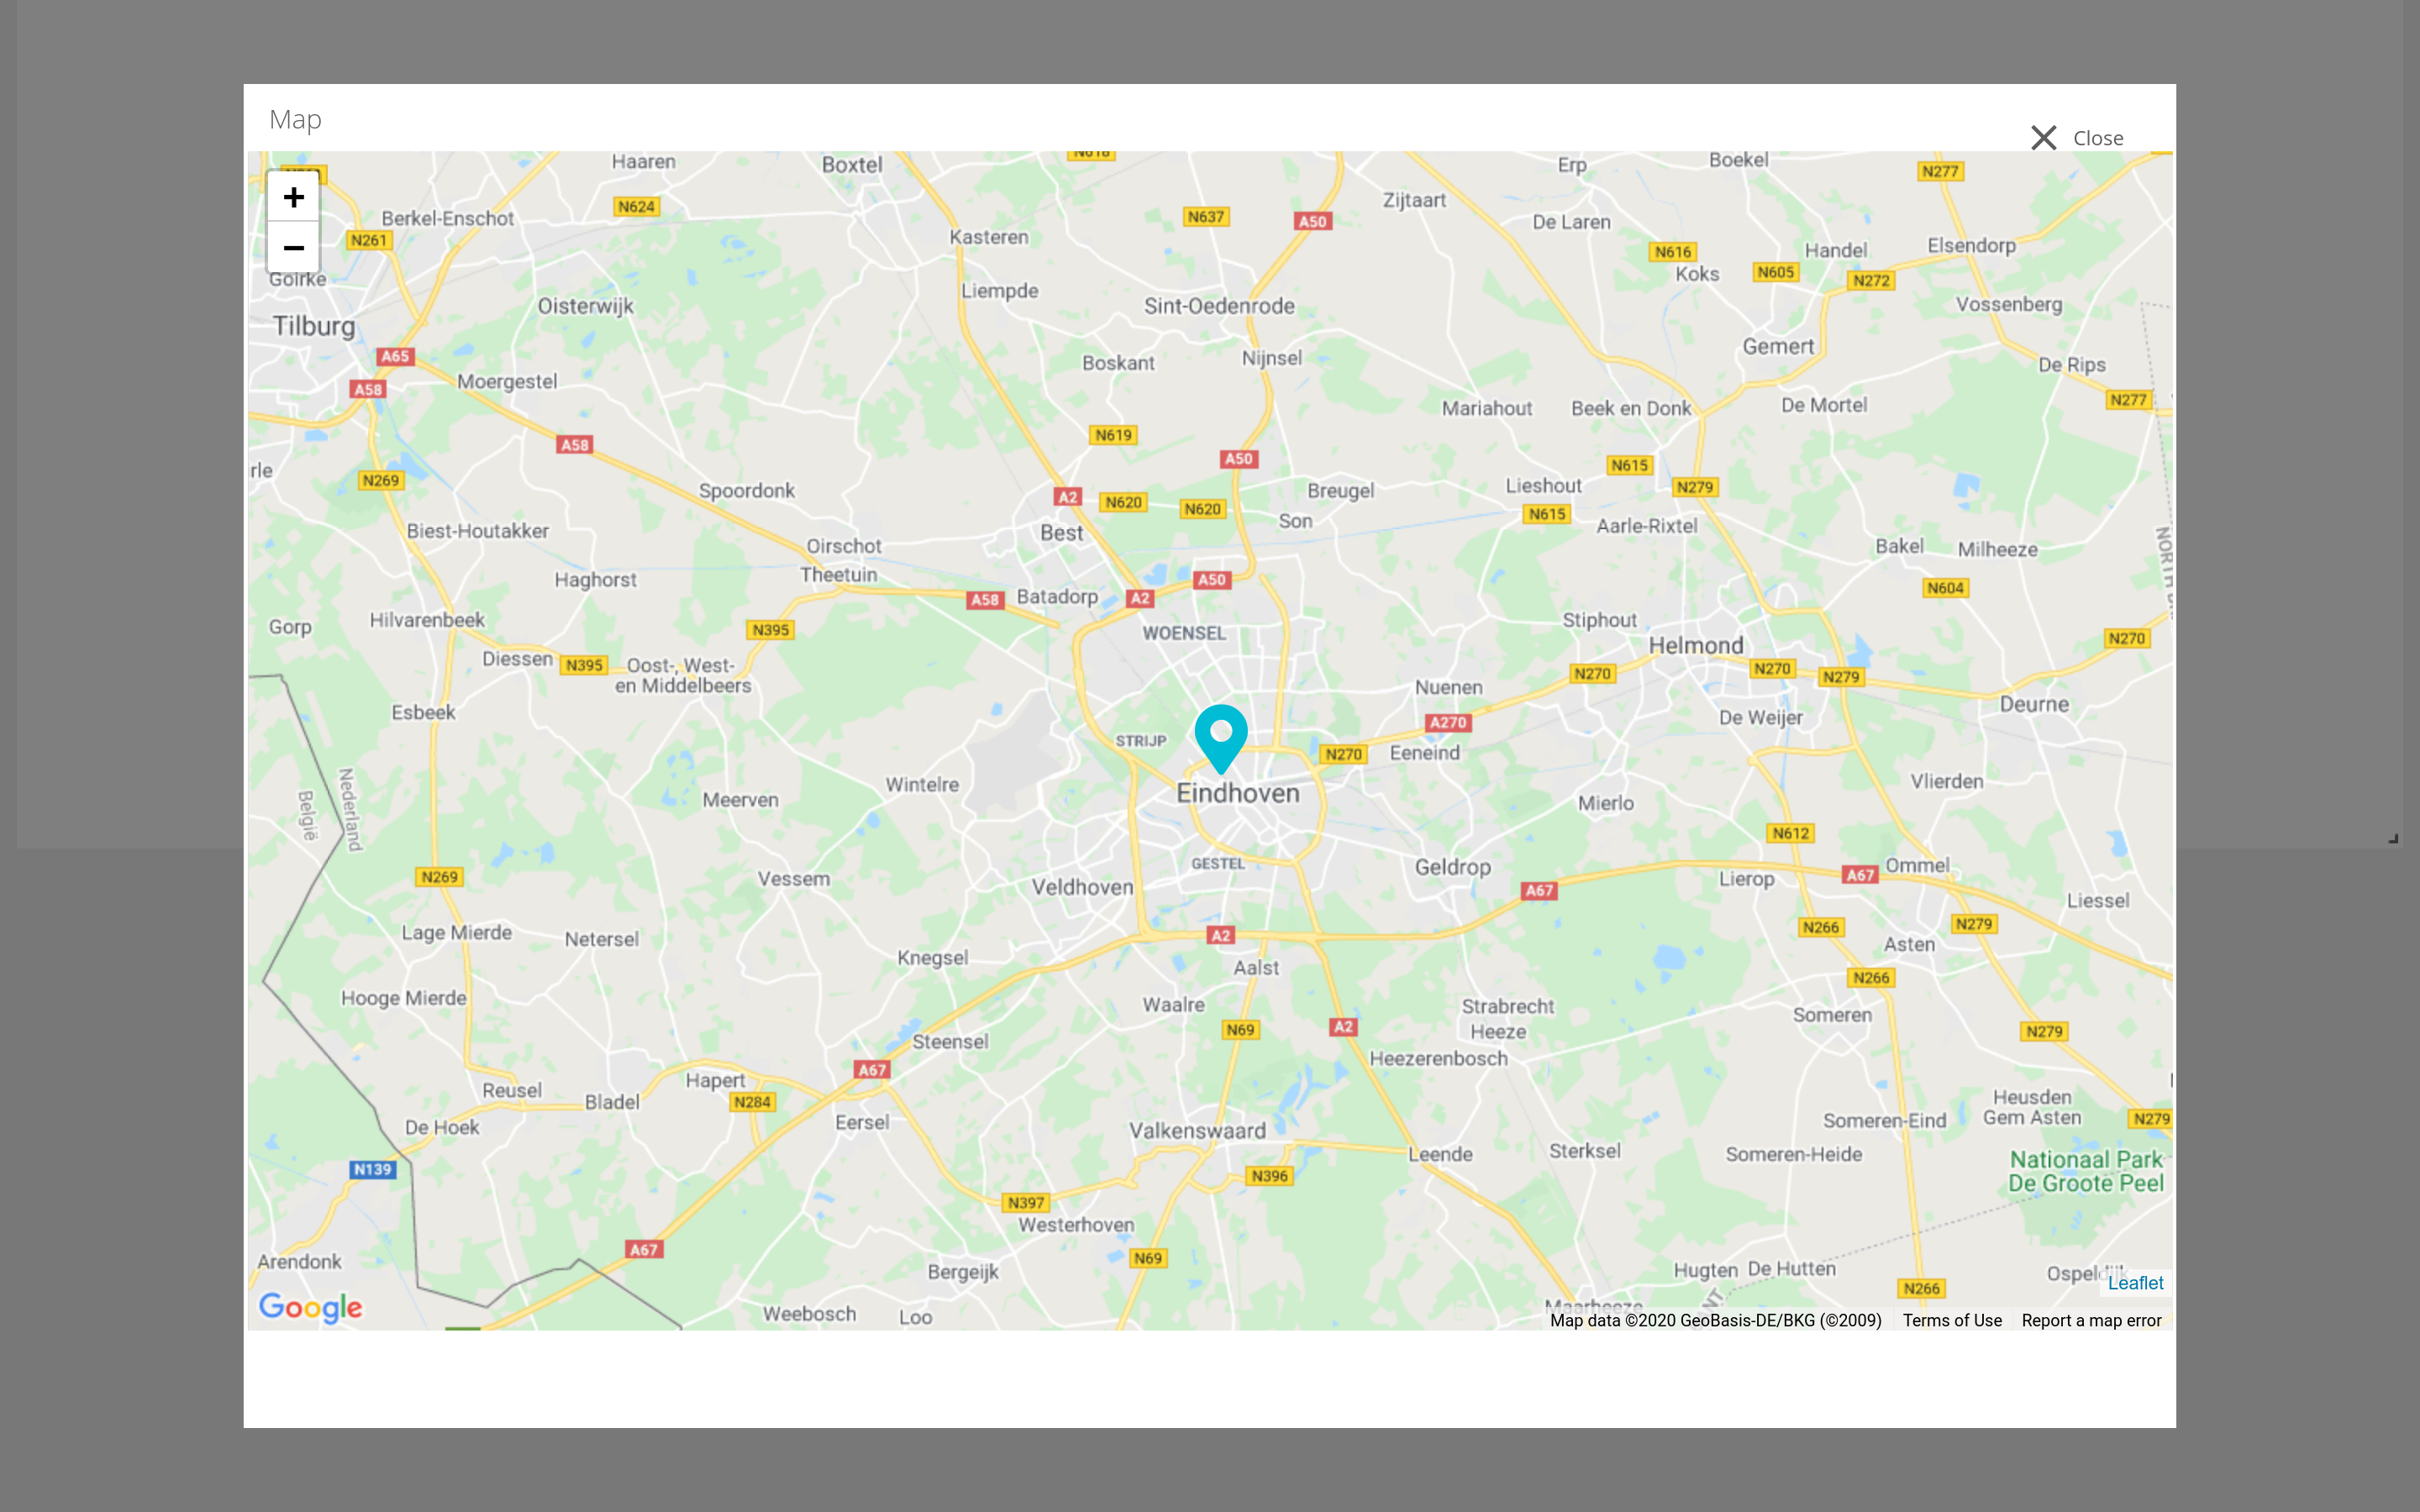 Map
Close
Haaren
Boxtel
N618
Erp
Boekel
N277
Zijtaart
N624
Berkel-Enschot
N637
A50
De Laren
+
N261
Kasteren
N616
Handel
Elsendorp
−
Koks
N605
N272
Goirke
Liempde
Oisterwijk
Sint-Oedenrode
Vossenberg
Tilburg
A65
Boskant
Nijnsel
Gemert
De Rips
A58
Moergestel
Mariahout
Beek en Donk
De Mortel
N277
A58
N619
A50
N615
rle
N269
Spoordonk
A2
N620
N620
Breugel
Lieshout
N279
Son
N615
Aarle-Rixtel
Biest-Houtakker
Best
Oirschot
Bakel
Milheeze
Theetuin
Haghorst
A50
N604
A58
Batadorp
A2
Hilvarenbeek
Gorp
N395
WOENSEL
Stiphout
Helmond
N270
Diessen
N395
Oost-, West-
en Middelbeers
N270
N270
N279
Nuenen
Esbeek
A270
De Weijer
Deurne
STRIJP
N270
Eeneind
Wintelre
Vlierden
België
Nederland
Meerven
Eindhoven
Mierlo
N612
GESTEL
Geldrop
Ommel
N269
Vessem
Veldhoven
A67
Lierop
A67
Liessel
Lage Mierde
Netersel
A2
N266
N279
Asten
Knegsel
Aalst
N266
Hooge Mierde
Waalre
Strabrecht
Someren
Heeze
N69
A2
N279
Steensel
Heezerenbosch
A67
Hapert
Reusel
Bladel
N284
Heusden
Gem Asten
Eersel
Someren-Eind
N279
De Hoek
Valkenswaard
Leende
Sterksel
Someren-Heide
N139
N396
Nationaal Park
De Groote Peel
N397
Westerhoven
A67
N69
Arendonk
Bergeijk
Hugten
De Hutten
N266
Leaflet
Google
Weebosch
Loo
Maarheeze
Map data ©2020 GeoBasis-DE/BKG (©2009)
Terms of Use
Report a map error